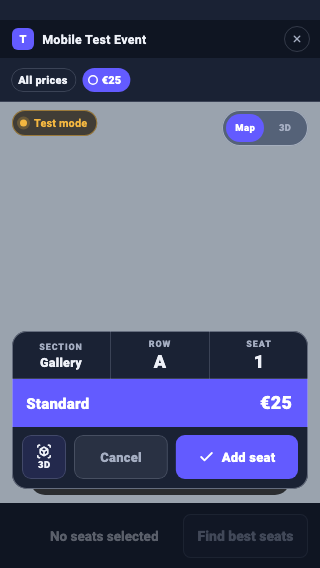 T Mobile Test Event
All prices €25
Test mode Map 3D
SECTION ROW SEAT
Gallery A 1
Standard €25
3D Cancel Add seat
No seats selected Find best seats